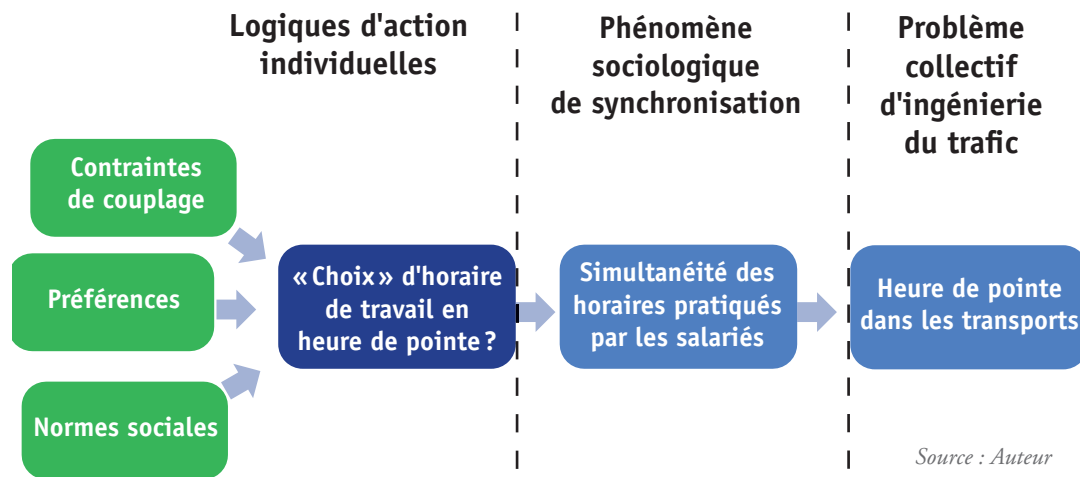 Logiques d'action
individuelles
Phénomène
sociologique
de synchronisation
Problème
collectif
d'ingénierie
du trafic
Contraintes
de couplage
Préférences
Normes sociales
« Choix » d'horaire
de travail en
heure de pointe ?
Simultanéité des
horaires pratiqués
par les salariés
Heure de pointe
dans les transports
Source : Auteur